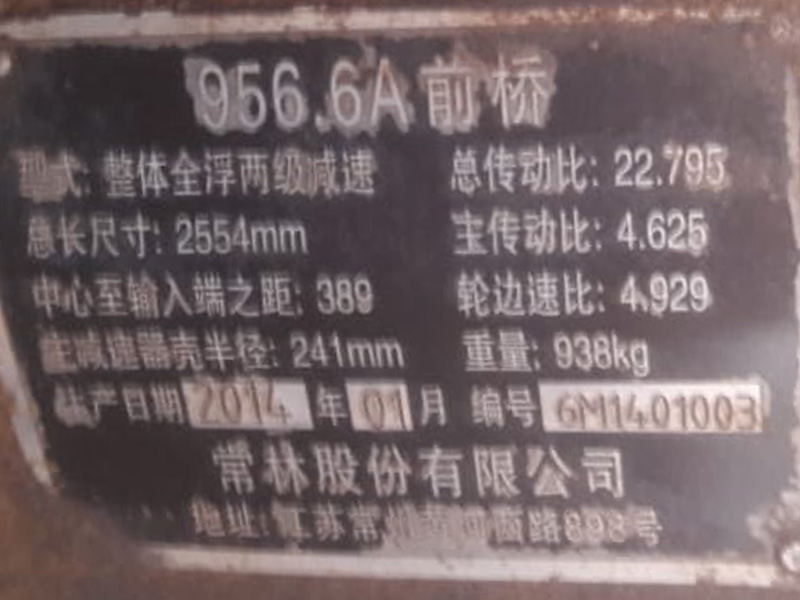 956.6A前桥
型式: 整体全浮两级减速 总传动比: 22.795
总长尺寸: 2554mm 主传动比: 4.625
中心至输入端之距: 389 轮边速比: 4.929
主减速器壳半径: 241mm 重量: 938kg
生产日期 2014 年 01 月 编号 6M1401003
常林股份有限公司
地址: 江苏常州 西路898号